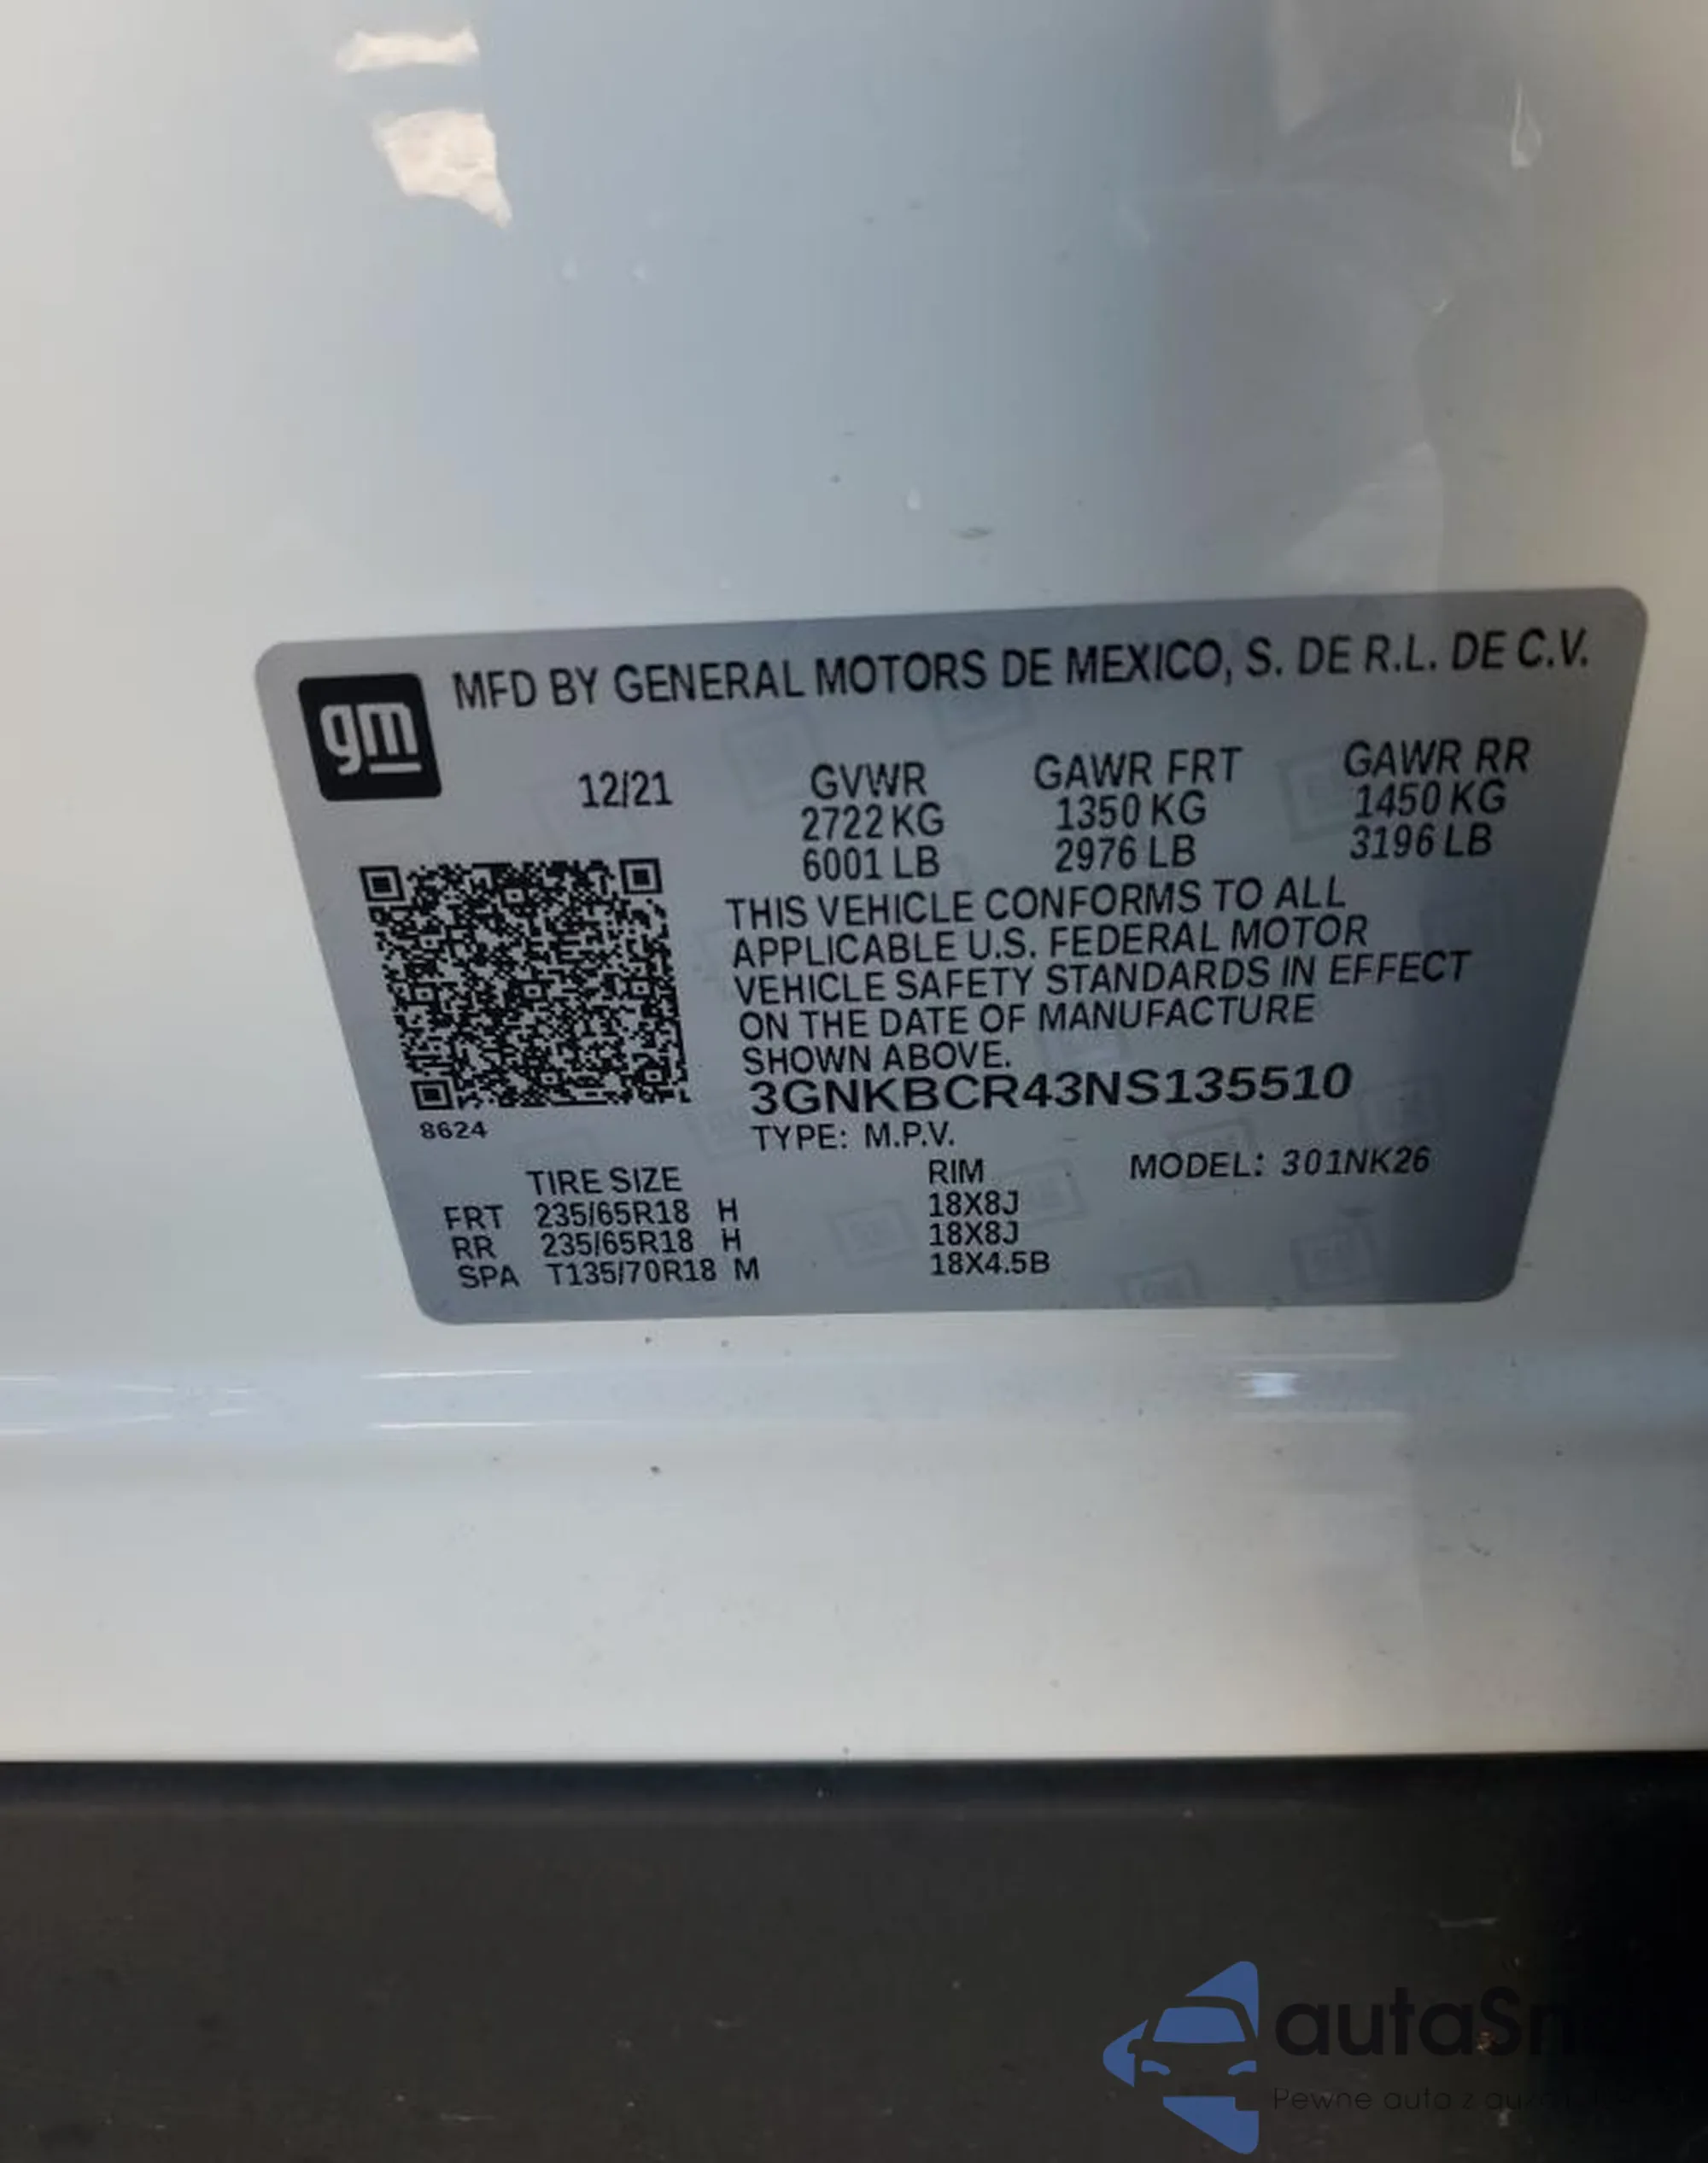 gm
MFD BY GENERAL MOTORS DE MEXICO, S. DE R.L. DE C.V.
12/21 GVWR GAWR FRT GAWR RR
2722 KG 1350 KG 1450 KG
6001 LB 2976 LB 3196 LB
THIS VEHICLE CONFORMS TO ALL
APPLICABLE U.S. FEDERAL MOTOR
VEHICLE SAFETY STANDARDS IN EFFECT
ON THE DATE OF MANUFACTURE
SHOWN ABOVE.
3GNKBCR43NS135510
8624
TYPE: M.P.V.
TIRE SIZE RIM MODEL: 301NK26
FRT 235/65R18 H 18X8J
RR 235/65R18 H 18X8J
SPA T135/70R18 M 18X4.5B
Pewne auta z